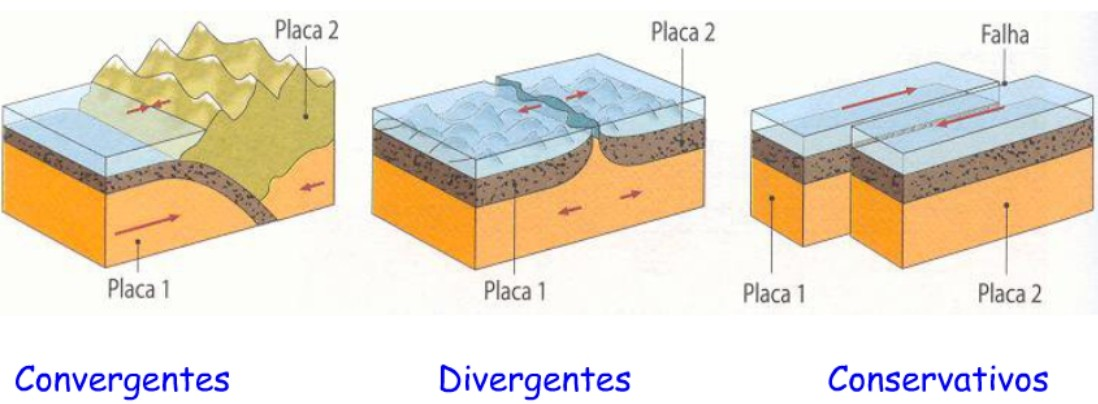 Placa 2
Placa 1
Placa 2
Placa 1
Falha
Placa 1
Placa 2
Convergentes
Divergentes
Conservativos